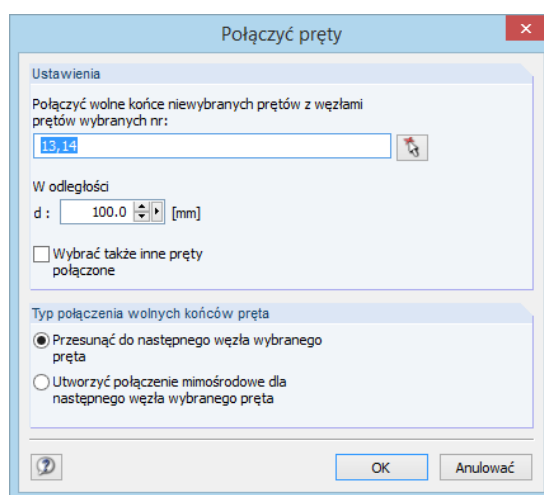 Połączyć pręty
Ustawienia
Połączyć wolne końce niewybranych prętów z węzłami
prętów wybranych nr:
13,14
W odległości
d : 100.0 [mm]
Wybrać także inne pręty
połączone
Typ połączenia wolnych końców pręta
Przesunąć do następnego węzła wybranego
pręta
Utworzyć połączenie mimośrodowe dla
następnego węzła wybranego pręta
OK Anulować